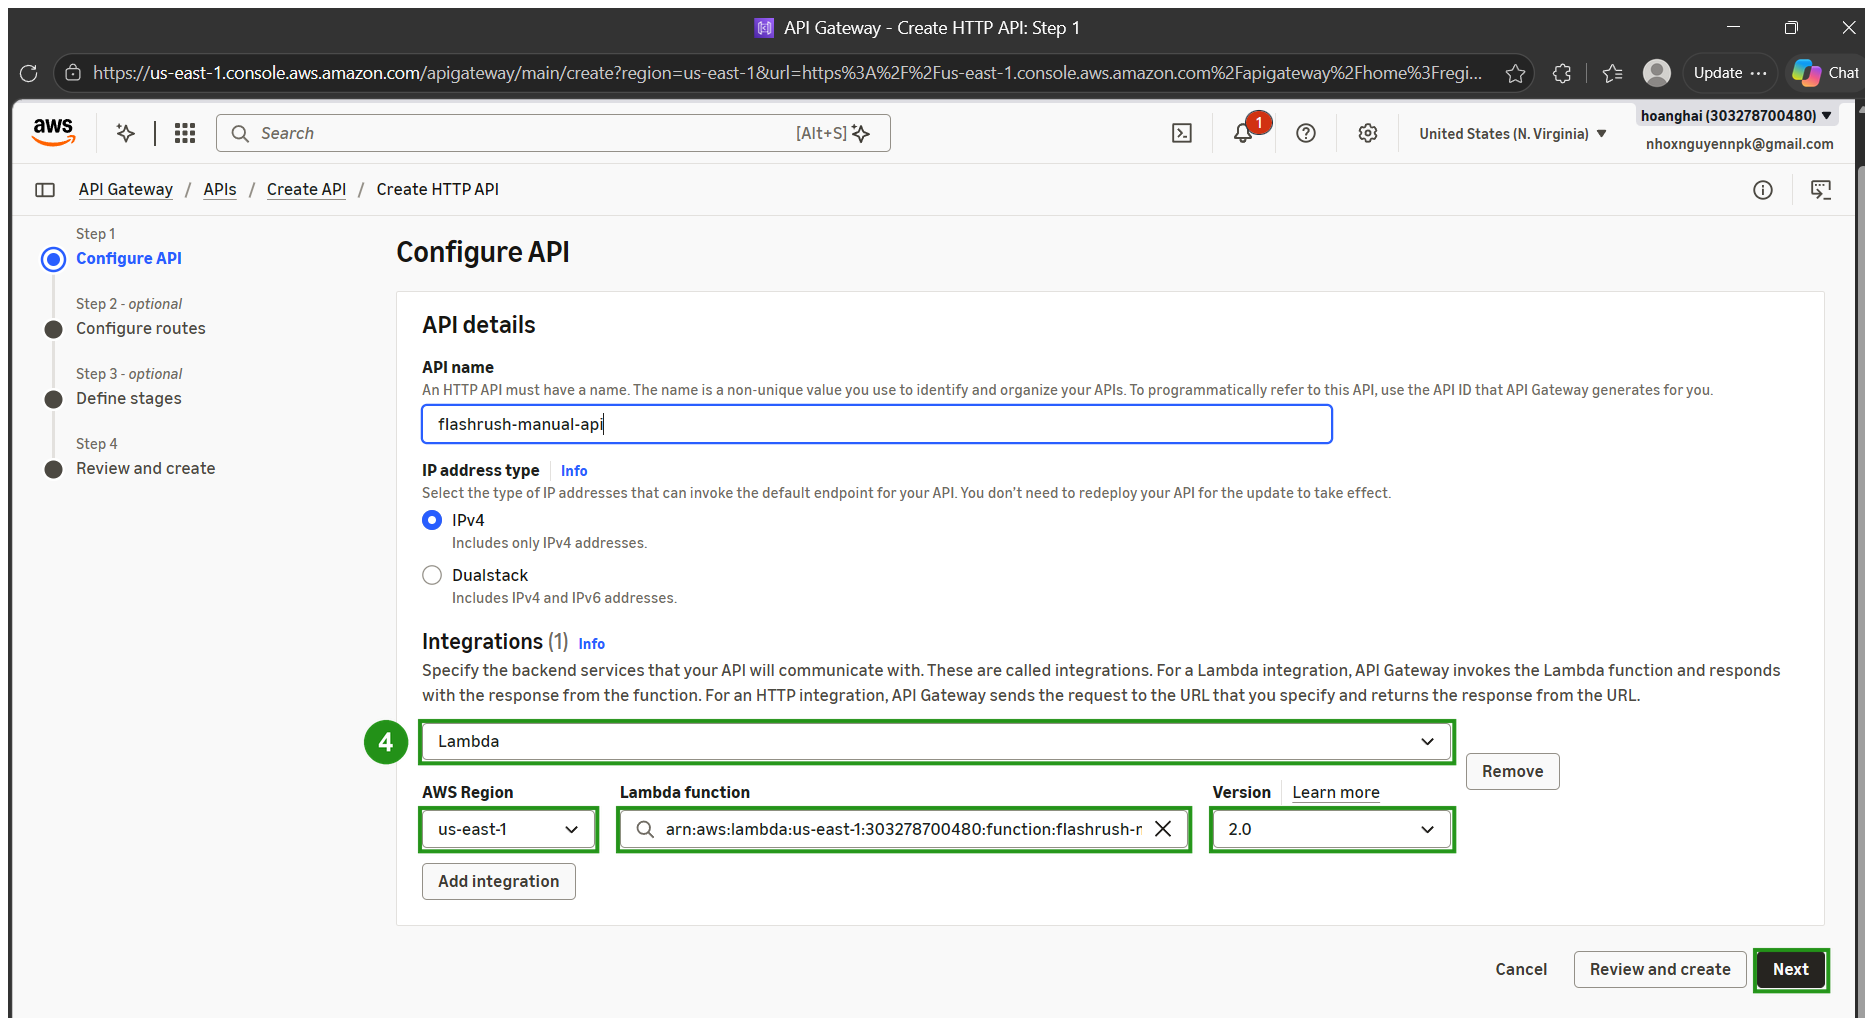 API Gateway - Create HTTP API: Step 1
https://us-east-1.console.aws.amazon.com/apigateway/main/create?region=us-east-1&url=https%3A%2F%2Fus-east-1.console.aws.amazon.com%2Fapigateway%2Fhome%3Fregi...
Update
Chat
aws
Search
[Alt+S]
1
United States (N. Virginia)
hoanghai (303278700480)
nhoxnguyennpk@gmail.com
API Gateway / APIs / Create API / Create HTTP API
Step 1
Configure API
Step 2 - optional
Configure routes
Step 3 - optional
Define stages
Step 4
Review and create
Configure API
API details
API name
An HTTP API must have a name. The name is a non-unique value you use to identify and organize your APIs. To programmatically refer to this API, use the API ID that API Gateway generates for you.
flashrush-manual-api
IP address type Info
Select the type of IP addresses that can invoke the default endpoint for your API. You don't need to redeploy your API for the update to take effect.
IPv4
Includes only IPv4 addresses.
Dualstack
Includes IPv4 and IPv6 addresses.
Integrations (1) Info
Specify the backend services that your API will communicate with. These are called integrations. For a Lambda integration, API Gateway invokes the Lambda function and responds
with the response from the function. For an HTTP integration, API Gateway sends the request to the URL that you specify and returns the response from the URL.
4
Lambda
Remove
AWS Region
Lambda function
Version Learn more
us-east-1
arn:aws:lambda:us-east-1:303278700480:function:flashrush-r
2.0
Add integration
Cancel
Review and create
Next